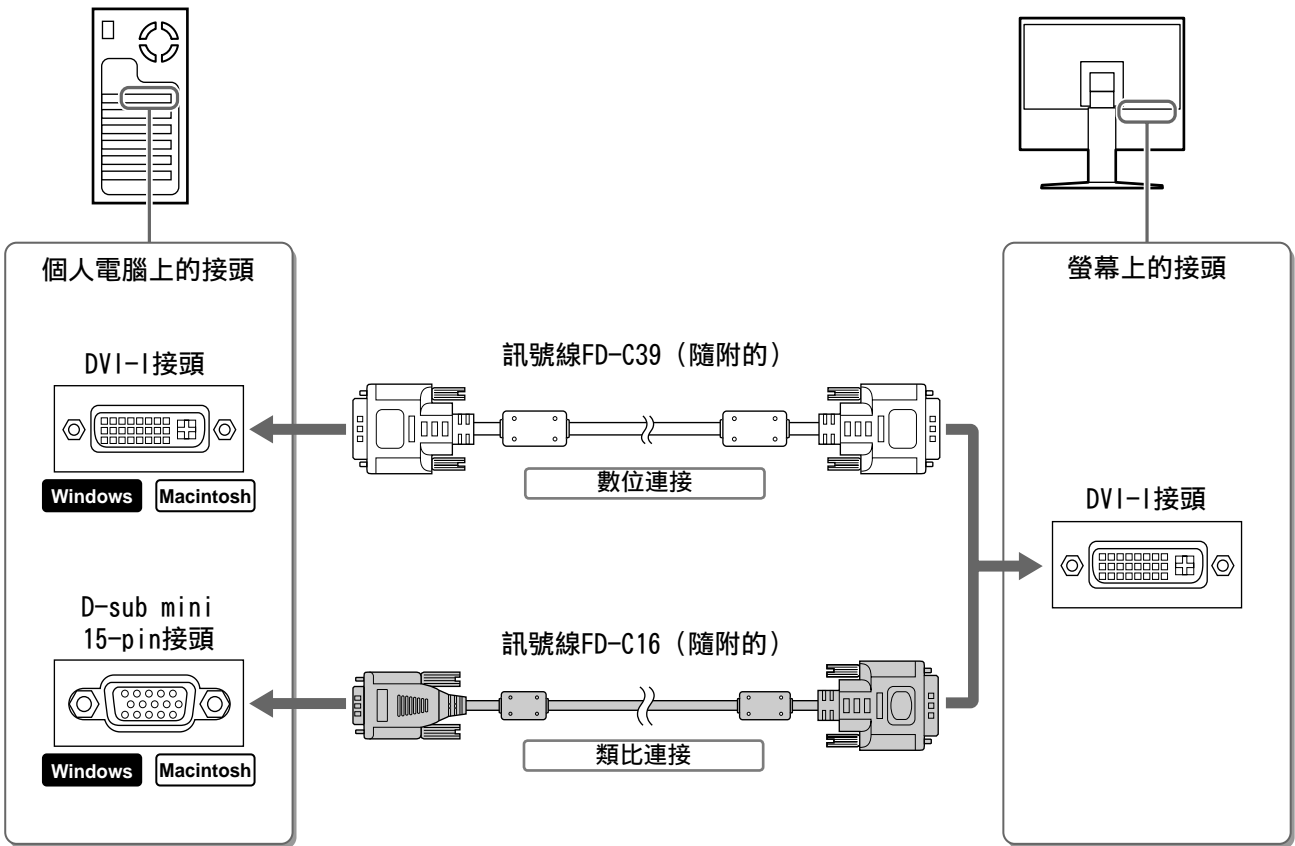 個人電腦上的接頭
DVI-I接頭
Windows Macintosh
D-sub mini
15-pin接頭
Windows Macintosh
訊號線FD-C39（隨附的）
數位連接
訊號線FD-C16（隨附的）
類比連接
螢幕上的接頭
DVI-I接頭